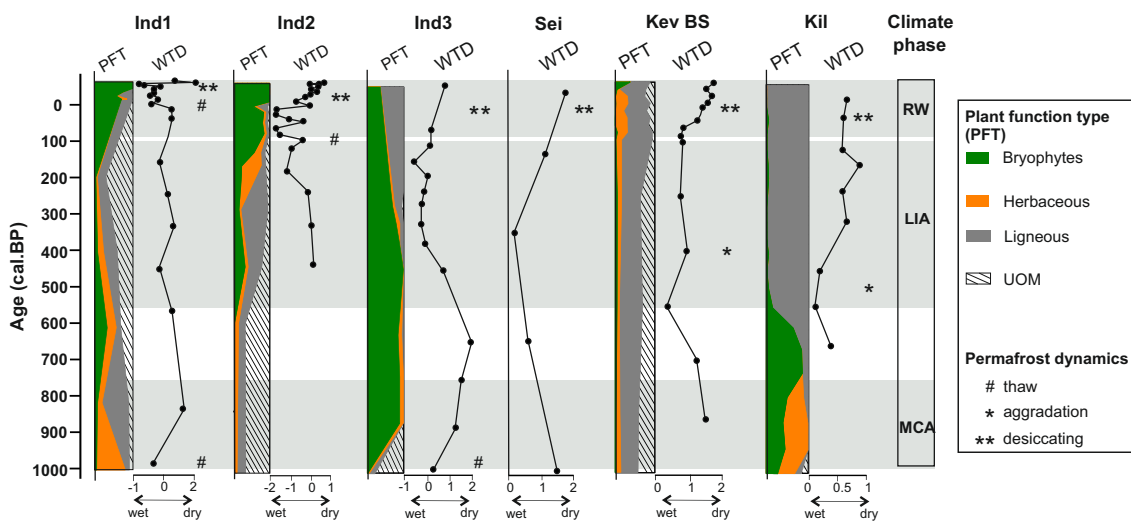 Ind1 Ind2 Ind3 Sei Kev BS Kil Climate phase
PFT WTD PFT WTD PFT WTD WTD PFT WTD PFT WTD
Age (cal.BP)
0
100
200
300
400
500
600
700
800
900
1000
** # #
** #
** #
**
** *
** *
RW
LIA
MCA
-1 0 2
-2 -1 0 1
-1 0 1 2
0 1 2
0 1 2
0 0.5 1
wet dry wet dry wet dry wet dry wet dry wet dry
Plant function type
(PFT)
Bryophytes
Herbaceous
Ligneous
UOM
Permafrost dynamics
# thaw
* aggradation
** desiccating